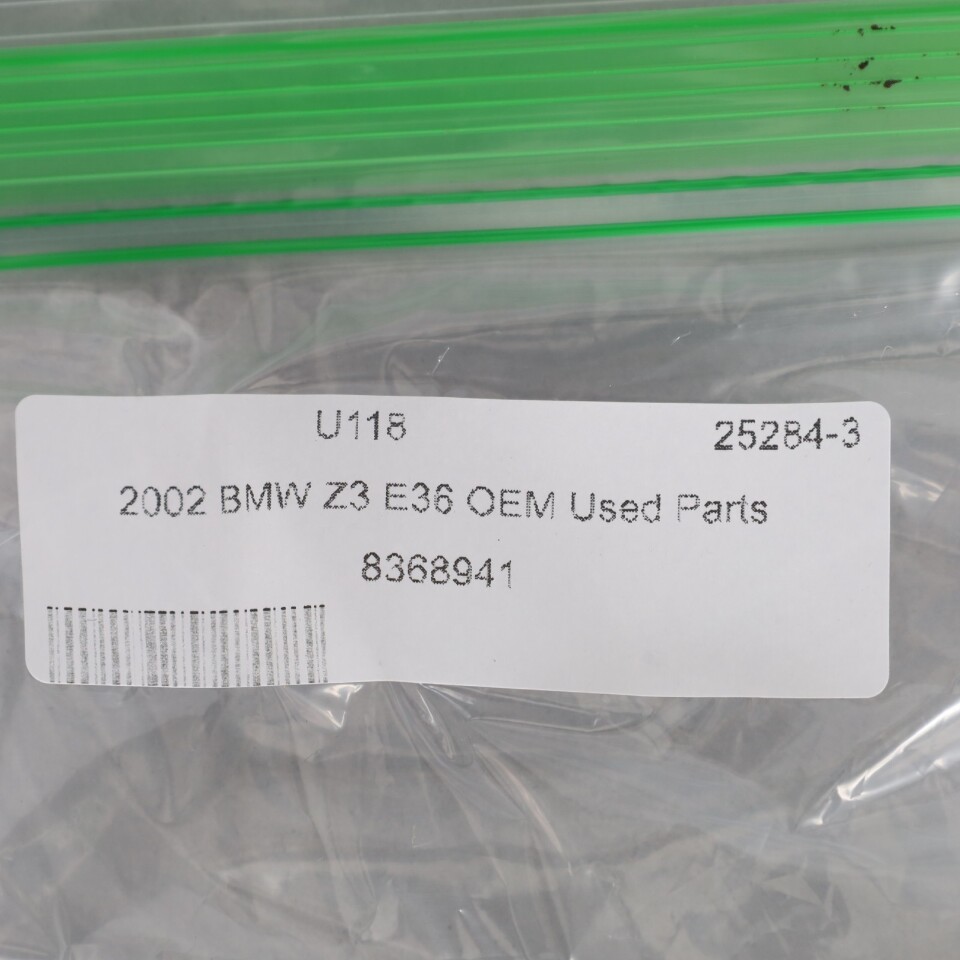 U118 25284-3
2002 BMW Z3 E36 OEM Used Parts
8368941